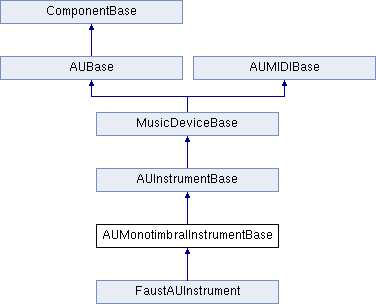 ComponentBase
AUBase
AUMIDIBase
MusicDeviceBase
AUInstrumentBase
AUMonotimbralInstrumentBase
FaustAUInstrument